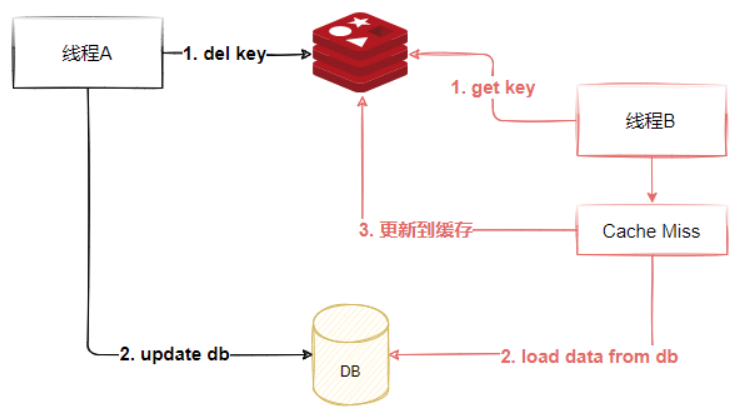 线程A
1. del key
1. get key
线程B
3. 更新到缓存
Cache Miss
2. update db
DB
2. load data from db